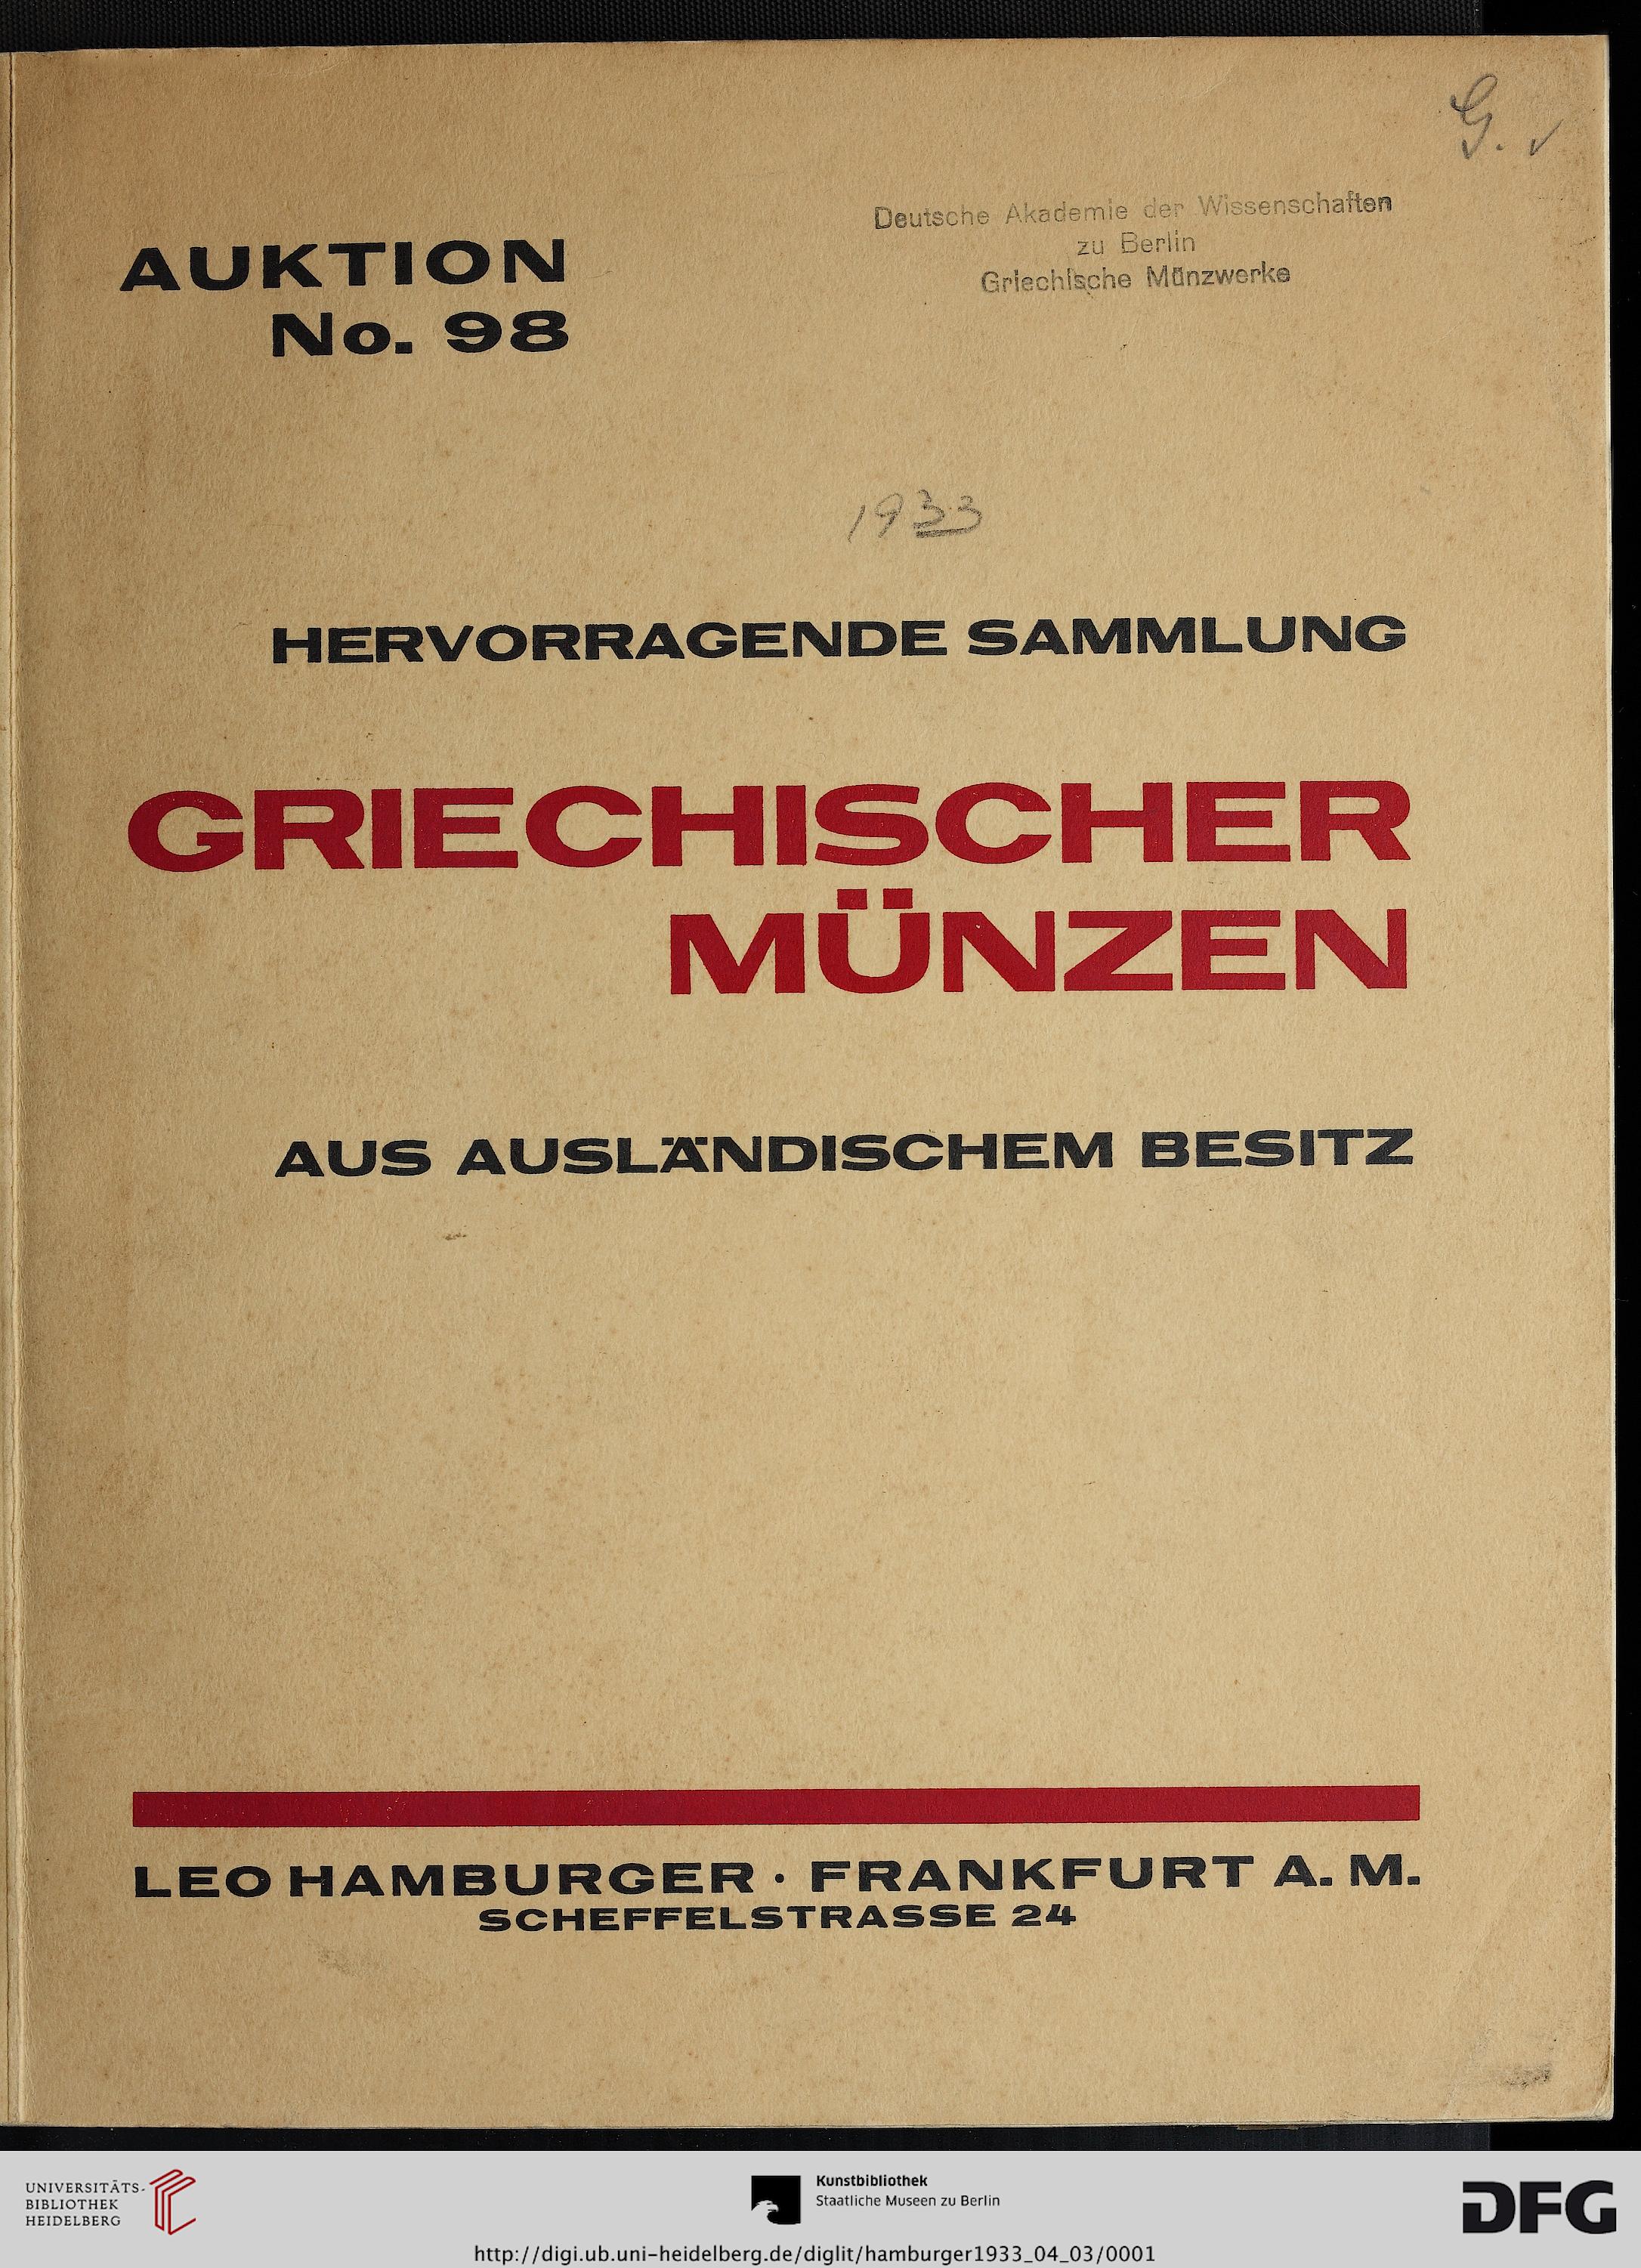 G.
Deutsche Akademie der Wissenschaften
zu Berlin
Griechische Münzwerke
AUKTION
No. 98
1933
HERVORRAGENDE SAMMLUNG
GRIECHISCHER
MÜNZEN
AUS AUSLÄNDISCHEM BESITZ
LEO HAMBURGER · FRANKFURT A. M.
SCHEFFELSTRASSE 24
UNIVERSITÄTS-
BIBLIOTHEK
HEIDELBERG
Kunstbibliothek
Staatliche Museen zu Berlin
DFG
http://digi.ub.uni-heidelberg.de/diglit/hamburger1933_04_03/0001